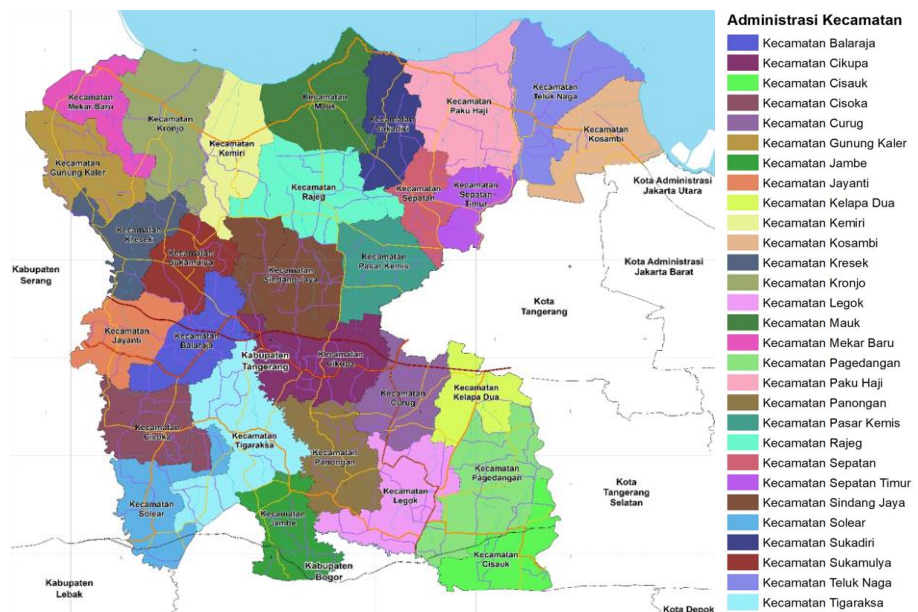 Administrasi Kecamatan
Kecamatan Balaraja
Kecamatan Cikupa
Kecamatan Cisauk
Kecamatan Cisoka
Kecamatan Curug
Kecamatan Gunung Kaler
Kecamatan Jambe
Kecamatan Jayanti
Kecamatan Kelapa Dua
Kecamatan Kemiri
Kecamatan Kosambi
Kecamatan Kresek
Kecamatan Kronjo
Kecamatan Legok
Kecamatan Mauk
Kecamatan Mekar Baru
Kecamatan Pagedangan
Kecamatan Paku Haji
Kecamatan Panongan
Kecamatan Pasar Kemis
Kecamatan Rajeg
Kecamatan Sepatan
Kecamatan Sepatan Timur
Kecamatan Sindang Jaya
Kecamatan Solear
Kecamatan Sukadiri
Kecamatan Sukamulya
Kecamatan Teluk Naga
Kecamatan Tigaraksa
Kecamatan
Mekar Baru
Kecamatan
Kronjo
Kecamatan
Gunung Kaler
Kecamatan
Kemiri
Kecamatan
Mauk
Kecamatan
Sukadiri
Kecamatan
Paku Haji
Kecamatan
Teluk Naga
Kecamatan
Kosambi
Kota Administrasi
Jakarta Utara
Kecamatan
Rajeg
Kecamatan
Sepatan
Kecamatan
Sepatan
Timur
Kecamatan
Kresek
Kecamatan
Sukamulya
Kecamatan
Sindang Jaya
Kecamatan
Pasar Kemis
Kota Administrasi
Jakarta Barat
Kabupaten
Serang
Kota
Tangerang
Kecamatan
Jayanti
Kecamatan
Balaraja
Kabupaten
Tangerang
Kecamatan
Cikupa
Kecamatan
Curug
Kecamatan
Kelapa Dua
Kecamatan
Cisoka
Kecamatan
Tigaraksa
Kecamatan
Panongan
Kecamatan
Pagedangan
Kota
Tangerang
Selatan
Kecamatan
Legok
Kecamatan
Solear
Kecamatan
Jambe
Kecamatan
Cisauk
Kabupaten
Bogor
Kabupaten
Lebak
Kota Depok